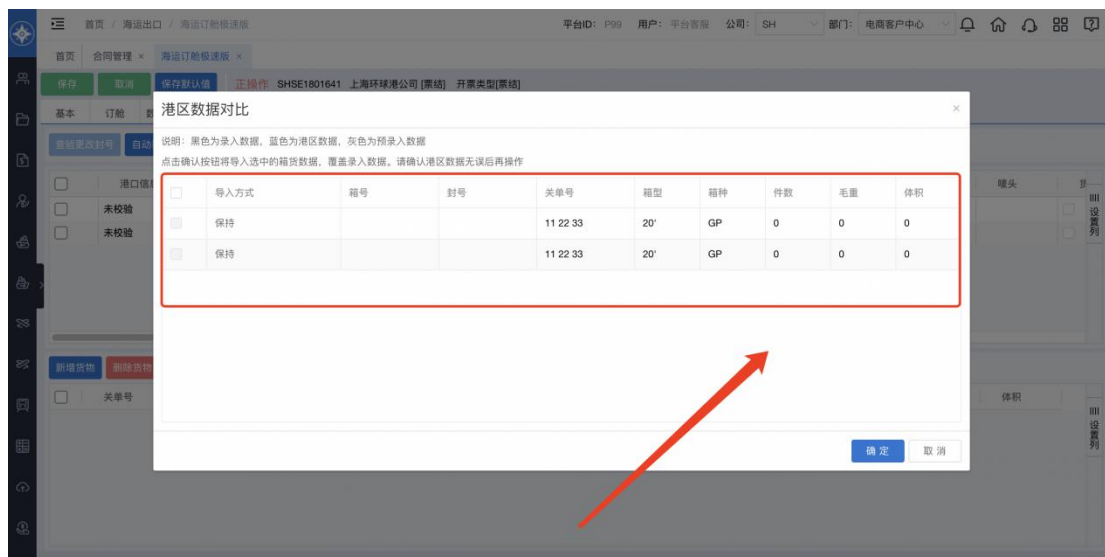 首页 / 海运出口 / 海运订舱极速版
平台ID: P99 用户: 平台客服 公司: SH 部门: 电商客户中心
首页 合同管理 × 海运订舱极速版 ×
保存 取消 保存默认值 正操作 SHSE1801641 上海环球港公司 [票结] 开票类型[票结]
基本 订舱
港区数据对比 ×
说明: 黑色为录入数据, 蓝色为港区数据, 灰色为预录入数据
点击确认按钮将导入选中的箱货数据, 覆盖录入数据。请确认港区数据无误后再操作
自动
港口信息
唛头
导入方式 箱号 封号 关单号 箱型 箱种 件数 毛重 体积
未校验
保持 11 22 33 20' GP 0 0 0
未校验
保持 11 22 33 20' GP 0 0 0
设置列
新增货物 删除货物
关单号
体积
设置列
确定 取消